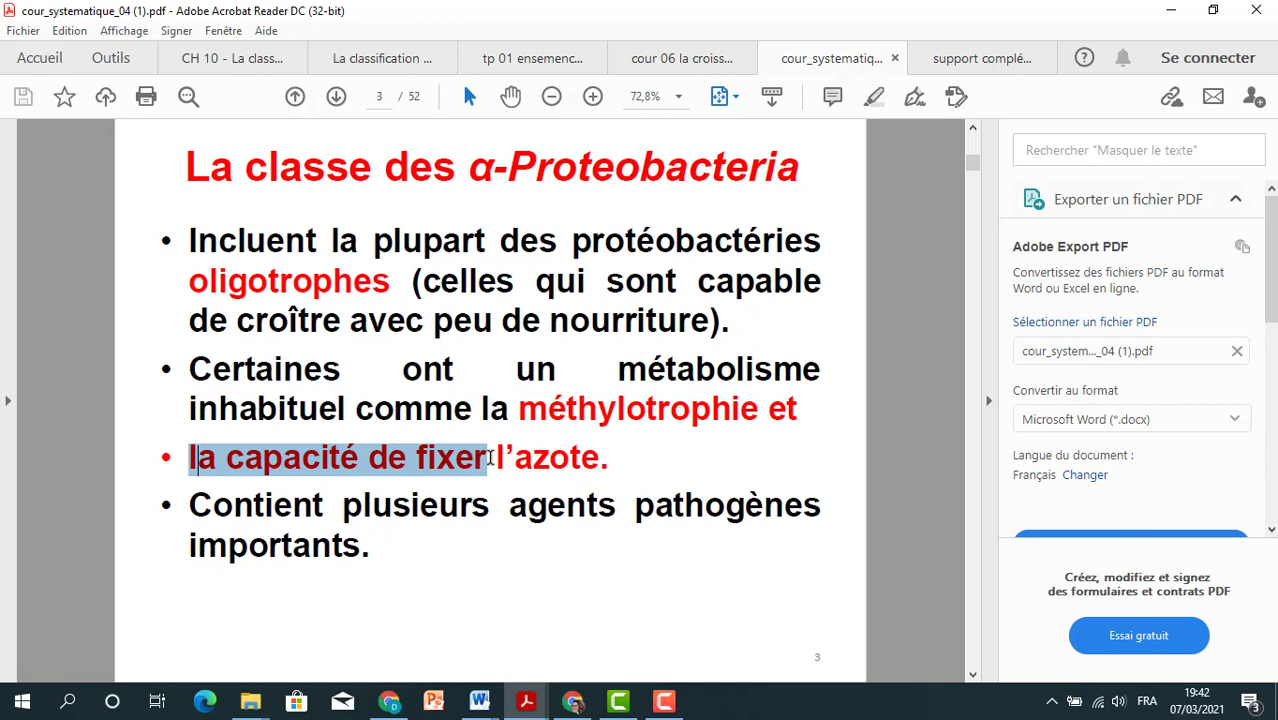 cour_systematique_04 (1).pdf - Adobe Acrobat Reader DC (32-bit)
Fichier Edition Affichage Signer Fenêtre Aide
Accueil Outils CH 10 - La class... La classification ... tp 01 ensemenc... cour 06 la croiss... cour_systematiq... support complé... Se connecter
3 / 52 72,8%
La classe des α-Proteobacteria
• Incluent la plupart des protéobactéries
oligotrophes (celles qui sont capable
de croître avec peu de nourriture).
• Certaines ont un métabolisme
inhabituel comme la méthylotrophie et
• la capacité de fixer l’azote.
• Contient plusieurs agents pathogènes
importants.
3
Rechercher "Masquer le texte"
Exporter un fichier PDF
Adobe Export PDF
Convertissez des fichiers PDF au format
Word ou Excel en ligne.
Sélectionner un fichier PDF
cour_system..._04 (1).pdf
Convertir au format
Microsoft Word (*.docx)
Langue du document :
Français Changer
Créez, modifiez et signez
des formulaires et contrats PDF
Essai gratuit
FRA
19:42
07/03/2021
3